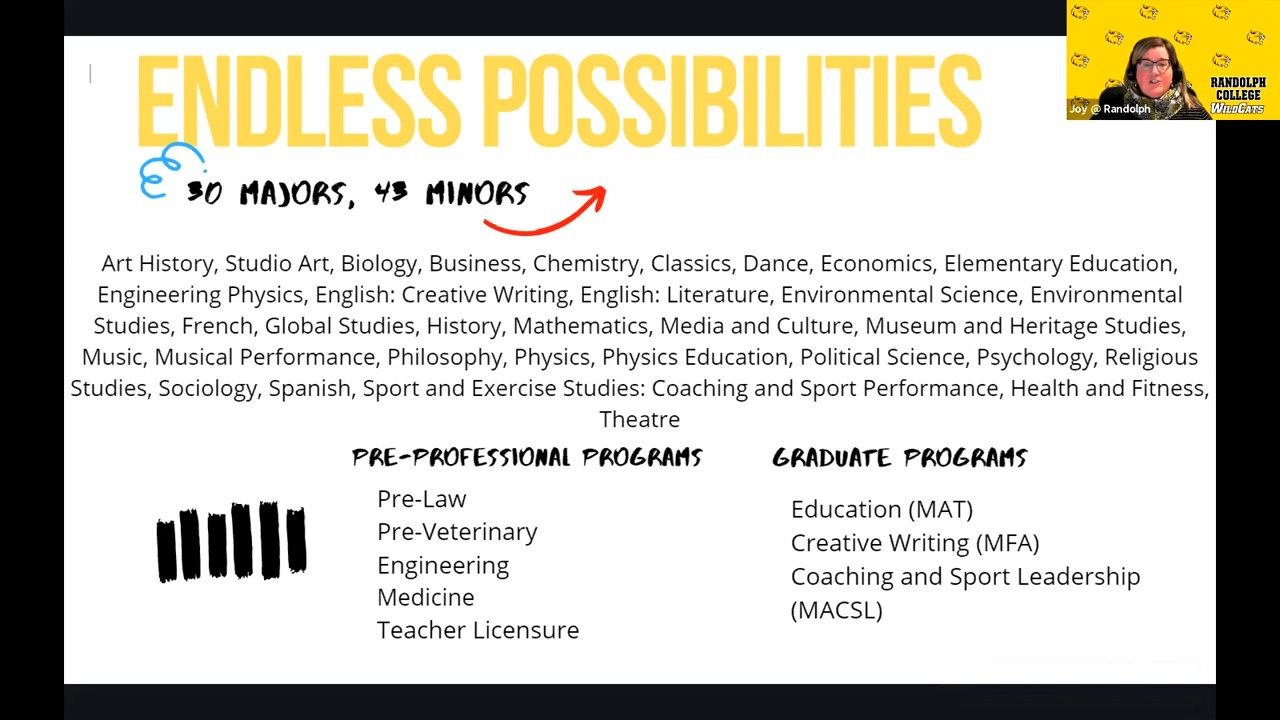 ENDLESS POSSIBILITIES
30 MAJORS, 43 MINORS
Art History, Studio Art, Biology, Business, Chemistry, Classics, Dance, Economics, Elementary Education,
Engineering Physics, English: Creative Writing, English: Literature, Environmental Science, Environmental
Studies, French, Global Studies, History, Mathematics, Media and Culture, Museum and Heritage Studies,
Music, Musical Performance, Philosophy, Physics, Physics Education, Political Science, Psychology, Religious
Studies, Sociology, Spanish, Sport and Exercise Studies: Coaching and Sport Performance, Health and Fitness,
Theatre
PRE-PROFESSIONAL PROGRAMS
Pre-Law
Pre-Veterinary
Engineering
Medicine
Teacher Licensure
GRADUATE PROGRAMS
Education (MAT)
Creative Writing (MFA)
Coaching and Sport Leadership
(MACSL)
RANDOLPH
COLLEGE
WILDCATS
Joy @ Randolph